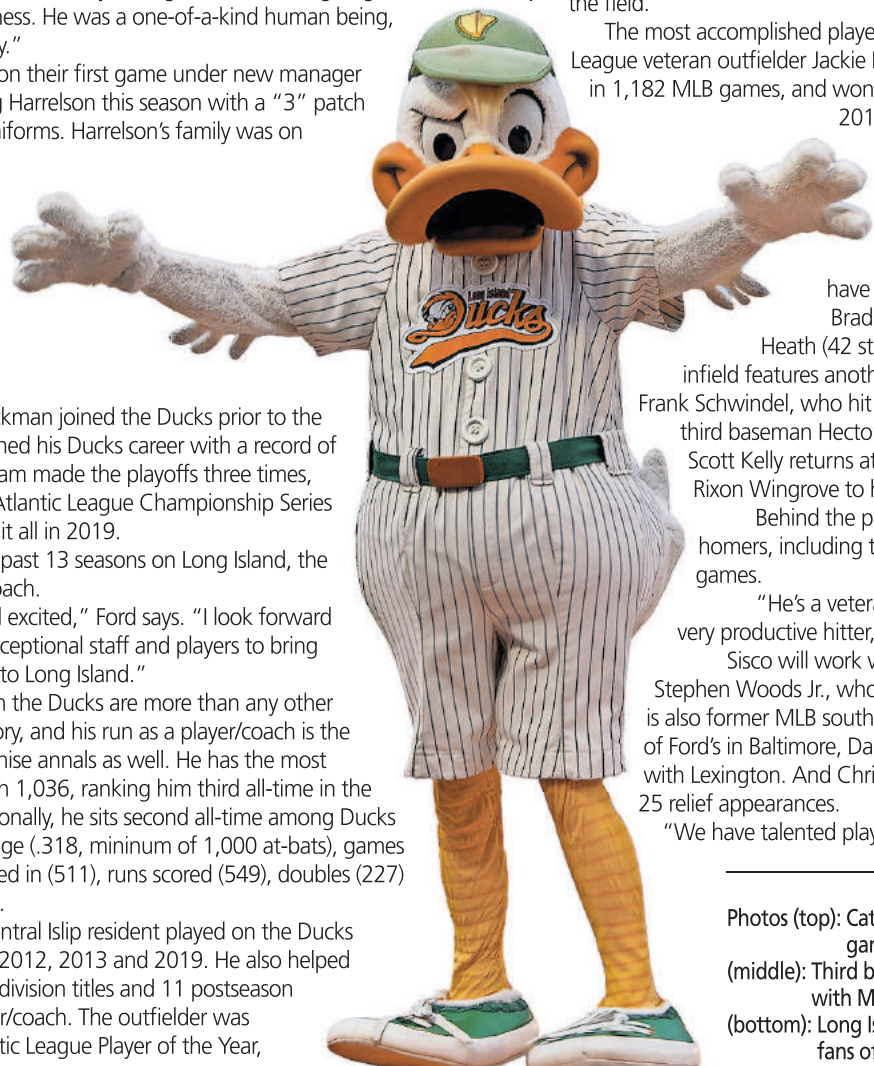 ness. He was a one-of-a-kind human being,
y.”
on their first game under new manager
g Harrelson this season with a “3” patch
niforms. Harrelson’s family was on
ckman joined the Ducks prior to the
ned his Ducks career with a record of
am made the playoffs three times,
Atlantic League Championship Series
it all in 2019.
past 13 seasons on Long Island, the
oach.
d excited,” Ford says. “I look forward
ceptional staff and players to bring
to Long Island.”
n the Ducks are more than any other
ory, and his run as a player/coach is the
nise annals as well. He has the most
h 1,036, ranking him third all-time in the
onally, he sits second all-time among Ducks
ge (.318, mininum of 1,000 at-bats), games
ed in (511), runs scored (549), doubles (227)
.
ntral Islip resident played on the Ducks
2012, 2013 and 2019. He also helped
division titles and 11 postseason
r/coach. The outfielder was
tic League Player of the Year,
Long Island
Ducks
the field.
The most accomplished playe
League veteran outfielder Jackie
in 1,182 MLB games, and won
201
have
Brad
Heath (42 st
infield features anoth
Frank Schwindel, who hit
third baseman Hecto
Scott Kelly returns at
Rixon Wingrove to h
Behind the p
homers, including t
games.
“He’s a vetera
very productive hitter,
Sisco will work v
Stephen Woods Jr., who
is also former MLB south
of Ford’s in Baltimore, Da
with Lexington. And Chri
25 relief appearances.
“We have talented play
Photos (top): Cat
gar
(middle): Third b
with M
(bottom): Long Is
fans of